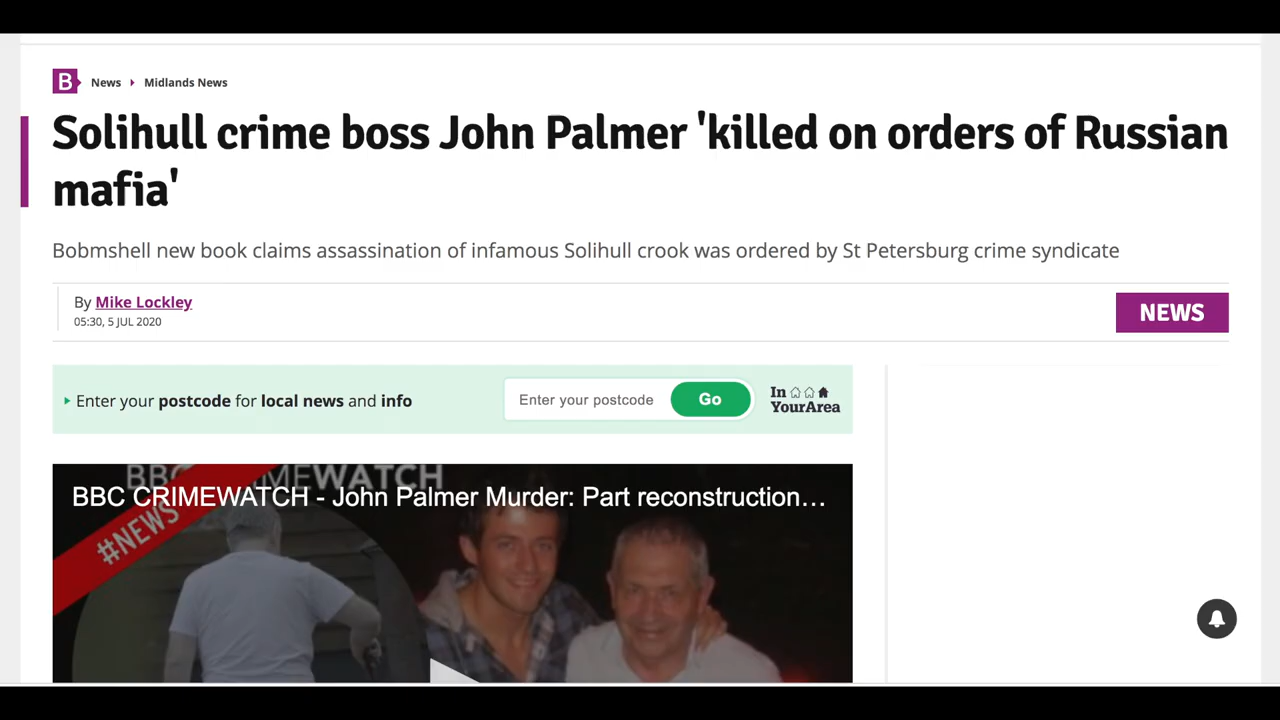 B News Midlands News
Solihull crime boss John Palmer 'killed on orders of Russian
mafia'
Bobmshell new book claims assassination of infamous Solihull crook was ordered by St Petersburg crime syndicate
By Mike Lockley
05:30, 5 JUL 2020
NEWS
Enter your postcode for local news and info
Enter your postcode
Go
In
YourArea
BBC CRIMEWATCH
BBC CRIMEWATCH - John Palmer Murder: Part reconstruction…
#NEWS